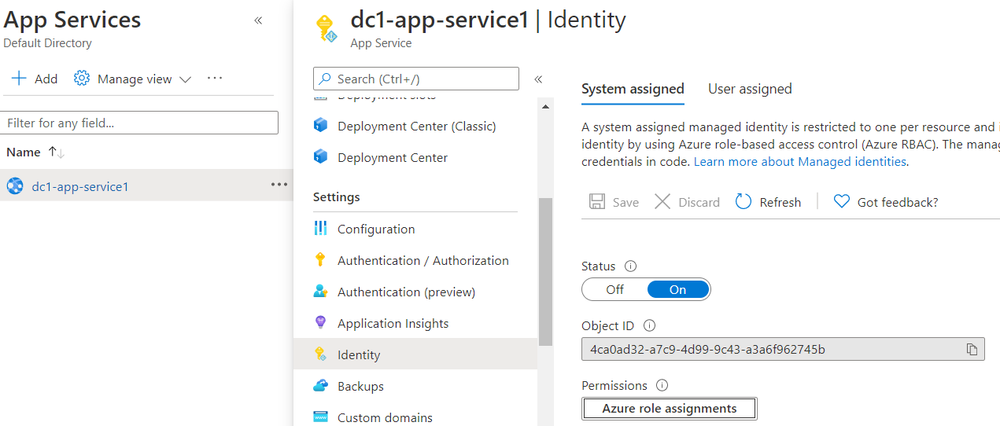 App Services
Default Directory
Add
Manage view
Filter for any field...
Name
dc1-app-service1
dc1-app-service1 | Identity
App Service
Search (Ctrl+/)
Deployment slots
Deployment Center (Classic)
Deployment Center
Settings
Configuration
Authentication / Authorization
Authentication (preview)
Application Insights
Identity
Backups
Custom domains
System assigned
User assigned
A system assigned managed identity is restricted to one per resource and
identity by using Azure role-based access control (Azure RBAC). The mana
credentials in code. Learn more about Managed identities.
Save
Discard
Refresh
Got feedback?
Status
Off
On
Object ID
4ca0ad32-a7c9-4d99-9c43-a3a6f962745b
Permissions
Azure role assignments